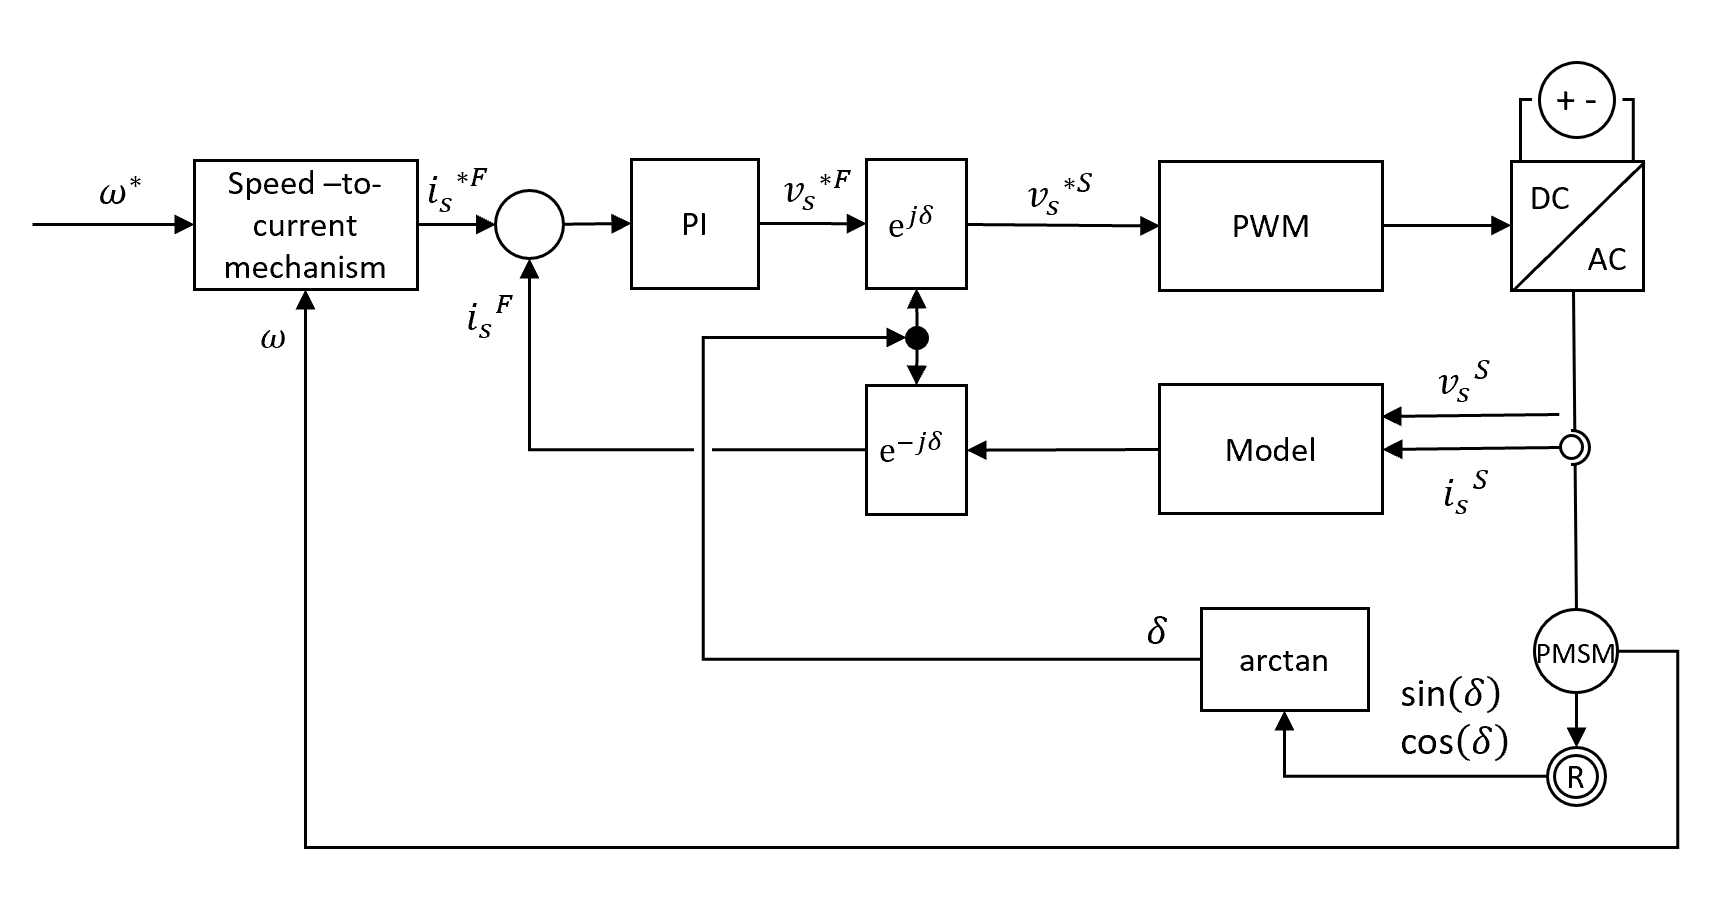 + -
ω*
Speed –to-
current
mechanism
i_s^{*F}
PI
v_s^{*F}
e^{jδ}
v_s^{*S}
PWM
DC
AC
ω
i_s^F
e^{-jδ}
Model
v_s^S
i_s^S
δ
arctan
PMSM
sin(δ)
cos(δ)
R